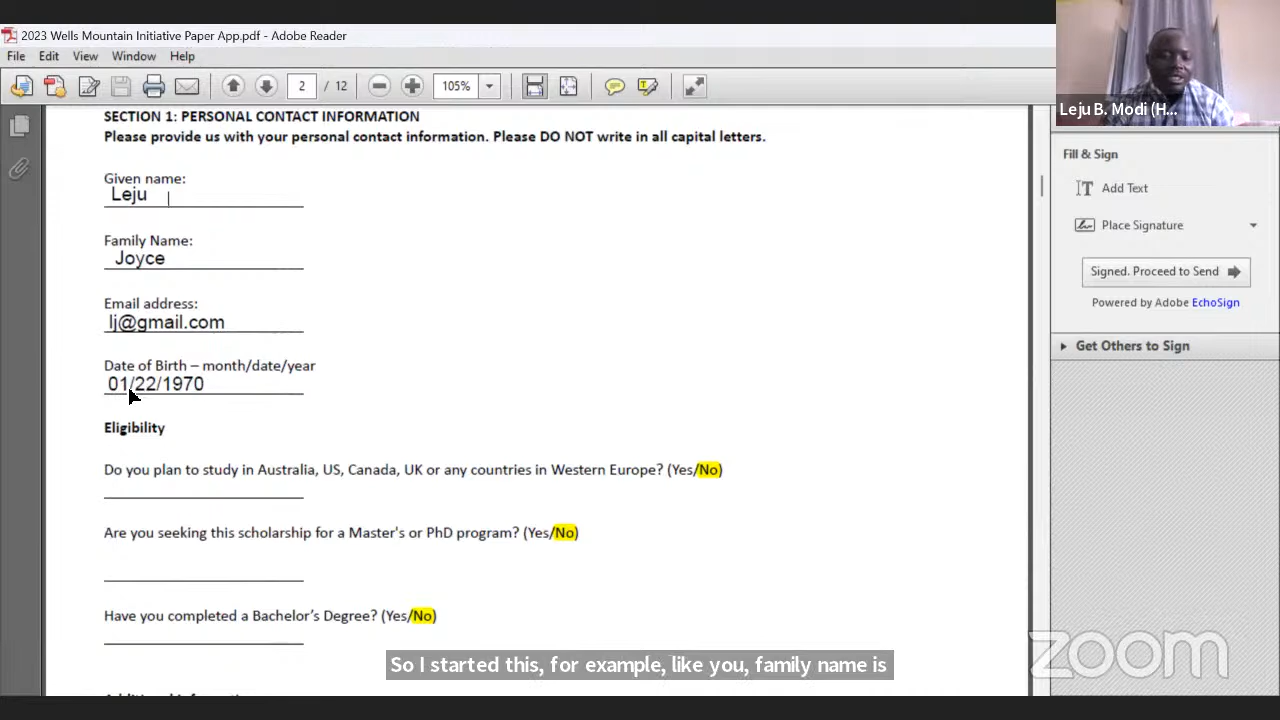 2023 Wells Mountain Initiative Paper App.pdf - Adobe Reader
File Edit View Window Help
2 / 12 105%
Leju B. Modi (H...
SECTION 1: PERSONAL CONTACT INFORMATION
Please provide us with your personal contact information. Please DO NOT write in all capital letters.
Given name:
Leju
Family Name:
Joyce
Email address:
lj@gmail.com
Date of Birth – month/date/year
01/22/1970
Eligibility
Do you plan to study in Australia, US, Canada, UK or any countries in Western Europe? (Yes/No)
Are you seeking this scholarship for a Master's or PhD program? (Yes/No)
Have you completed a Bachelor's Degree? (Yes/No)
Fill & Sign
Add Text
Place Signature
Signed. Proceed to Send
Powered by Adobe EchoSign
Get Others to Sign
So I started this, for example, like you, family name is
zoom